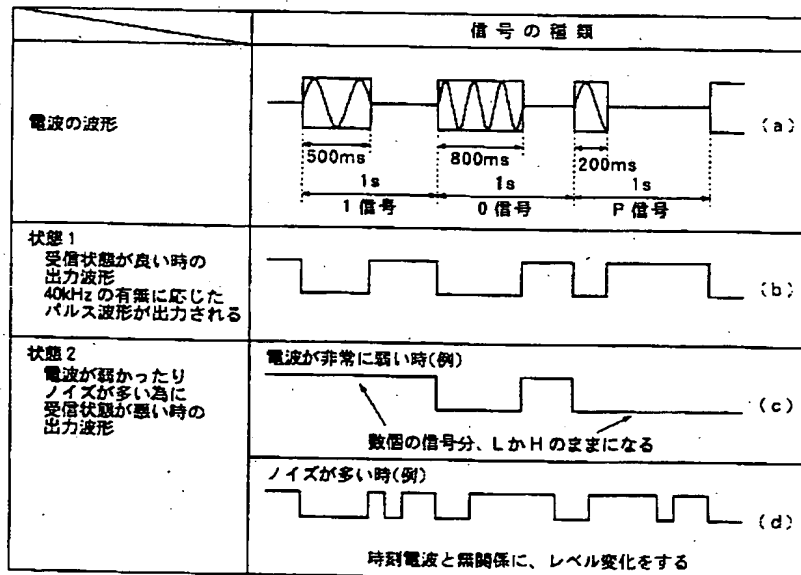 信号の種類
電波の波形
500ms
800ms
200ms
(a)
1s
1s
1s
1信号
0信号
P信号
状態1
受信状態が良い時の
出力波形
40kHzの有無に応じた
パルス波形が出力される
(b)
状態2
電波が弱かったり
ノイズが多い為に
受信状態が悪い時の
出力波形
電波が非常に弱い時(例)
(c)
数個の信号分、LかHのままになる
ノイズが多い時(例)
(d)
時刻電波と無関係に、レベル変化をする